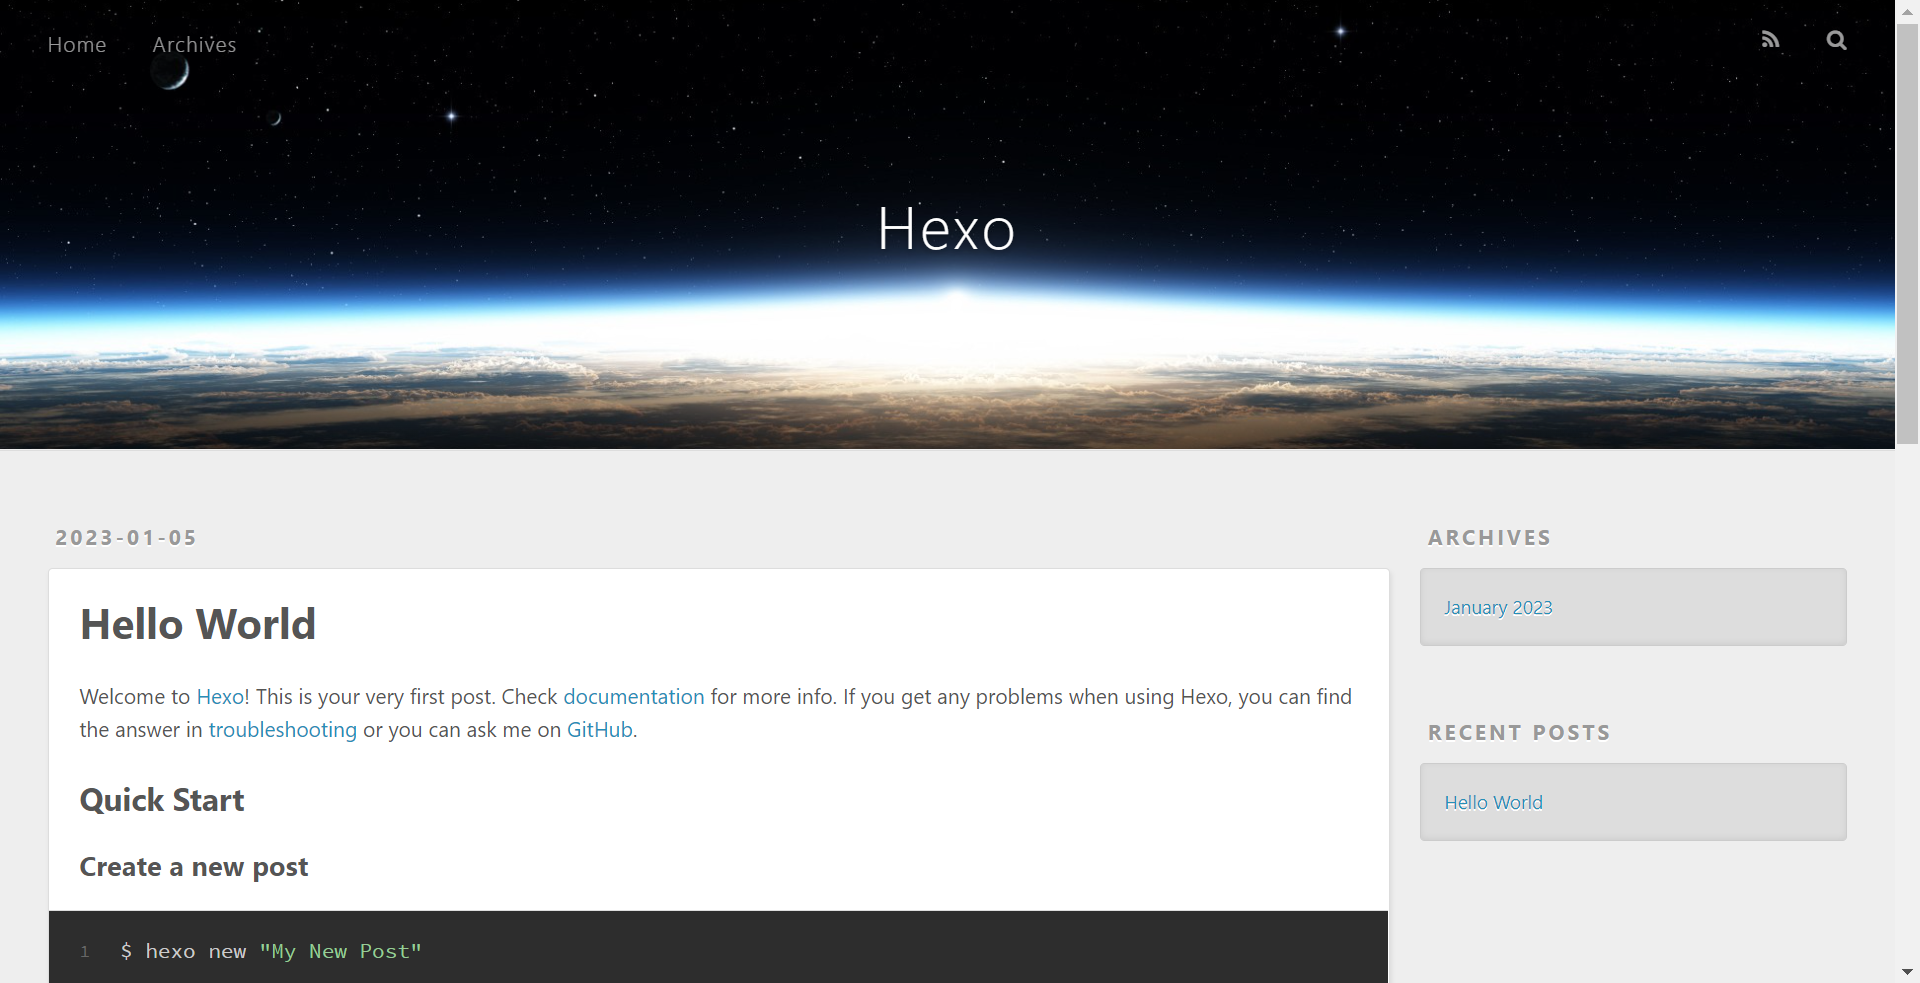 Home
Archives
Hexo
2023-01-05
Hello World
Welcome to Hexo! This is your very first post. Check documentation for more info. If you get any problems when using Hexo, you can find
the answer in troubleshooting or you can ask me on GitHub.
Quick Start
Create a new post
1 $ hexo new "My New Post"
ARCHIVES
January 2023
RECENT POSTS
Hello World